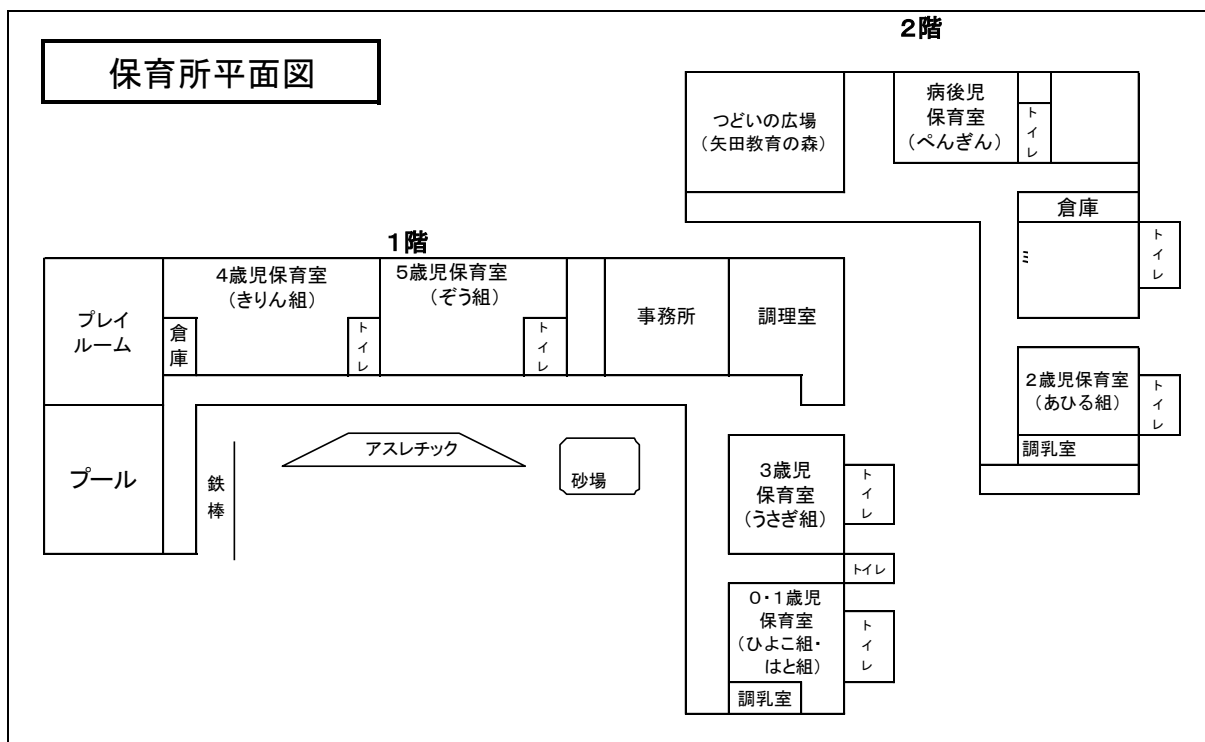 保育所平面図
2階
つどいの広場
（矢田教育の森）
病後児
保育室
（ぺんぎん）
トイレ
倉庫
ミ
トイレ
2歳児保育室
（あひる組）
トイレ
調乳室
1階
プレイ
ルーム
4歳児保育室
（きりん組）
倉庫
トイレ
5歳児保育室
（ぞう組）
トイレ
事務所
調理室
プール
鉄棒
アスレチック
砂場
3歳児
保育室
（うさぎ組）
トイレ
トイレ
0・1歳児
保育室
（ひよこ組・
はと組）
トイレ
調乳室